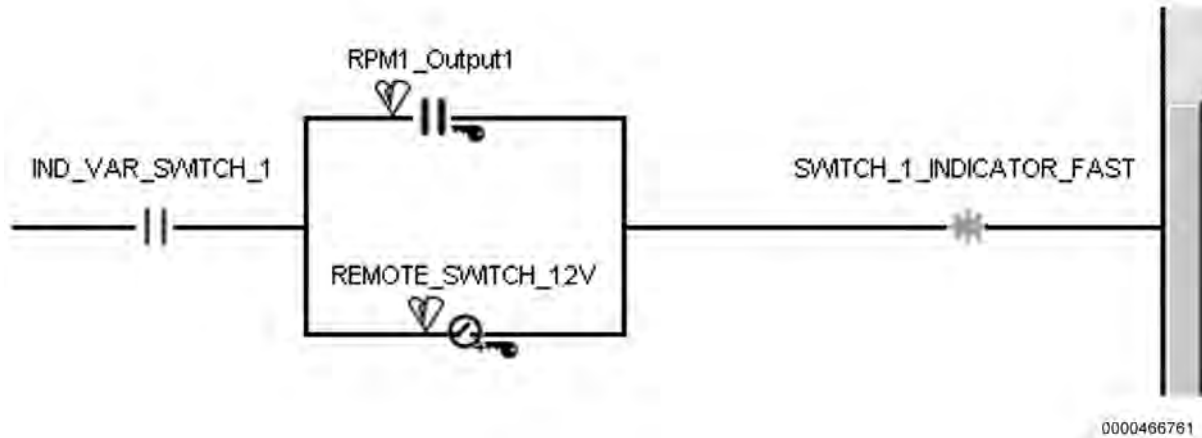 RPM1_Output1
IND_VAR_SWITCH_1
SWITCH_1_INDICATOR_FAST
REMOTE_SWITCH_12V
0000466761